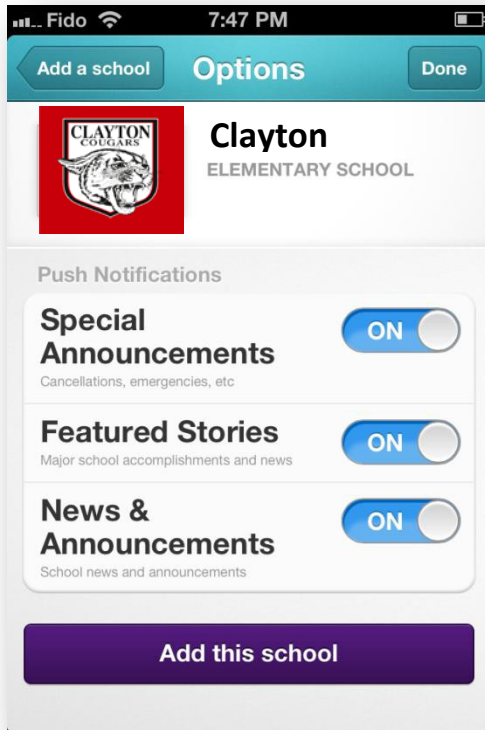 Fido 7:47 PM
Add a school Options Done
CLAYTON
COUGARS
Clayton
ELEMENTARY SCHOOL
Push Notifications
Special
Announcements
Cancellations, emergencies, etc
ON
Featured Stories
Major school accomplishments and news
ON
News &
Announcements
School news and announcements
ON
Add this school